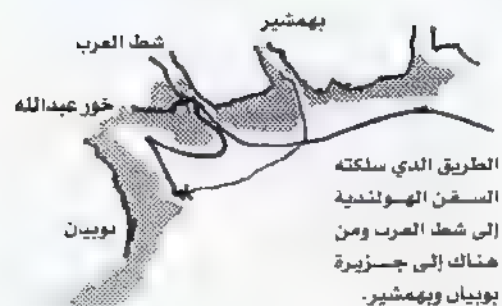 بهمشير
شط العرب
خور عبدالله
بوبيان
الطريق الذي سلكته
السفن الهولندية
إلى شط العرب ومن
هناك إلى جزيرة
بوبيان وبهمشير.